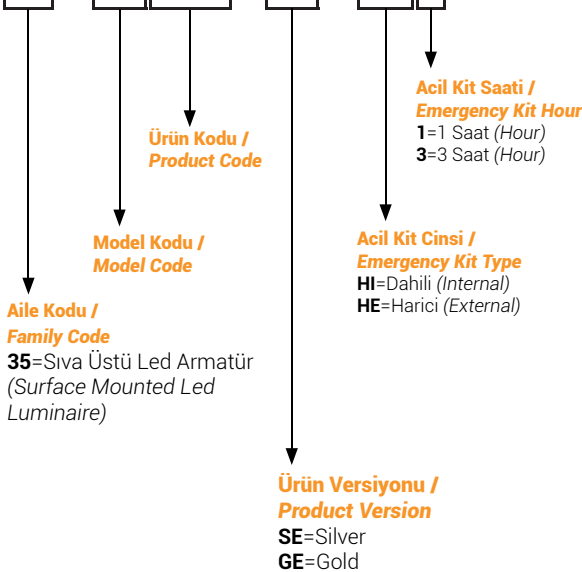 Acil Kit Saati /
Emergency Kit Hour
1=1 Saat (Hour)
3=3 Saat (Hour)
Ürün Kodu /
Product Code
Model Kodu /
Model Code
Acil Kit Cinsi /
Emergency Kit Type
HI=Dahili (Internal)
HE=Harici (External)
Aile Kodu /
Family Code
35=Sıva Üstü Led Armatür
(Surface Mounted Led
Luminaire)
Ürün Versiyonu /
Product Version
SE=Silver
GE=Gold